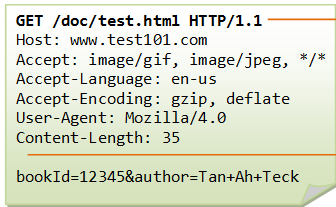 GET /doc/test.html HTTP/1.1
Host: www.test101.com
Accept: image/gif, image/jpeg, */*
Accept-Language: en-us
Accept-Encoding: gzip, deflate
User-Agent: Mozilla/4.0
Content-Length: 35
bookId=12345&author=Tan+Ah+Teck